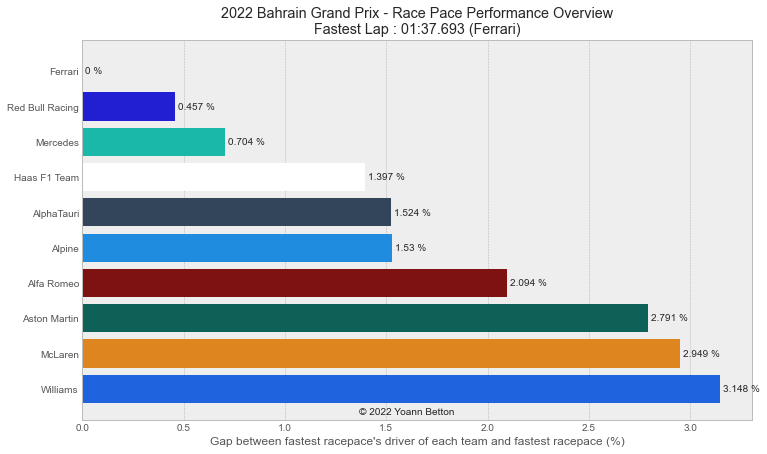 2022 Bahrain Grand Prix - Race Pace Performance Overview
Fastest Lap : 01:37.693 (Ferrari)
Ferrari 0 %
Red Bull Racing 0.457 %
Mercedes 0.704 %
Haas F1 Team 1.397 %
AlphaTauri 1.524 %
Alpine 1.53 %
Alfa Romeo 2.094 %
Aston Martin 2.791 %
McLaren 2.949 %
Williams 3.148 %
© 2022 Yoann Betton
0.0 0.5 1.0 1.5 2.0 2.5 3.0
Gap between fastest racepace's driver of each team and fastest racepace (%)